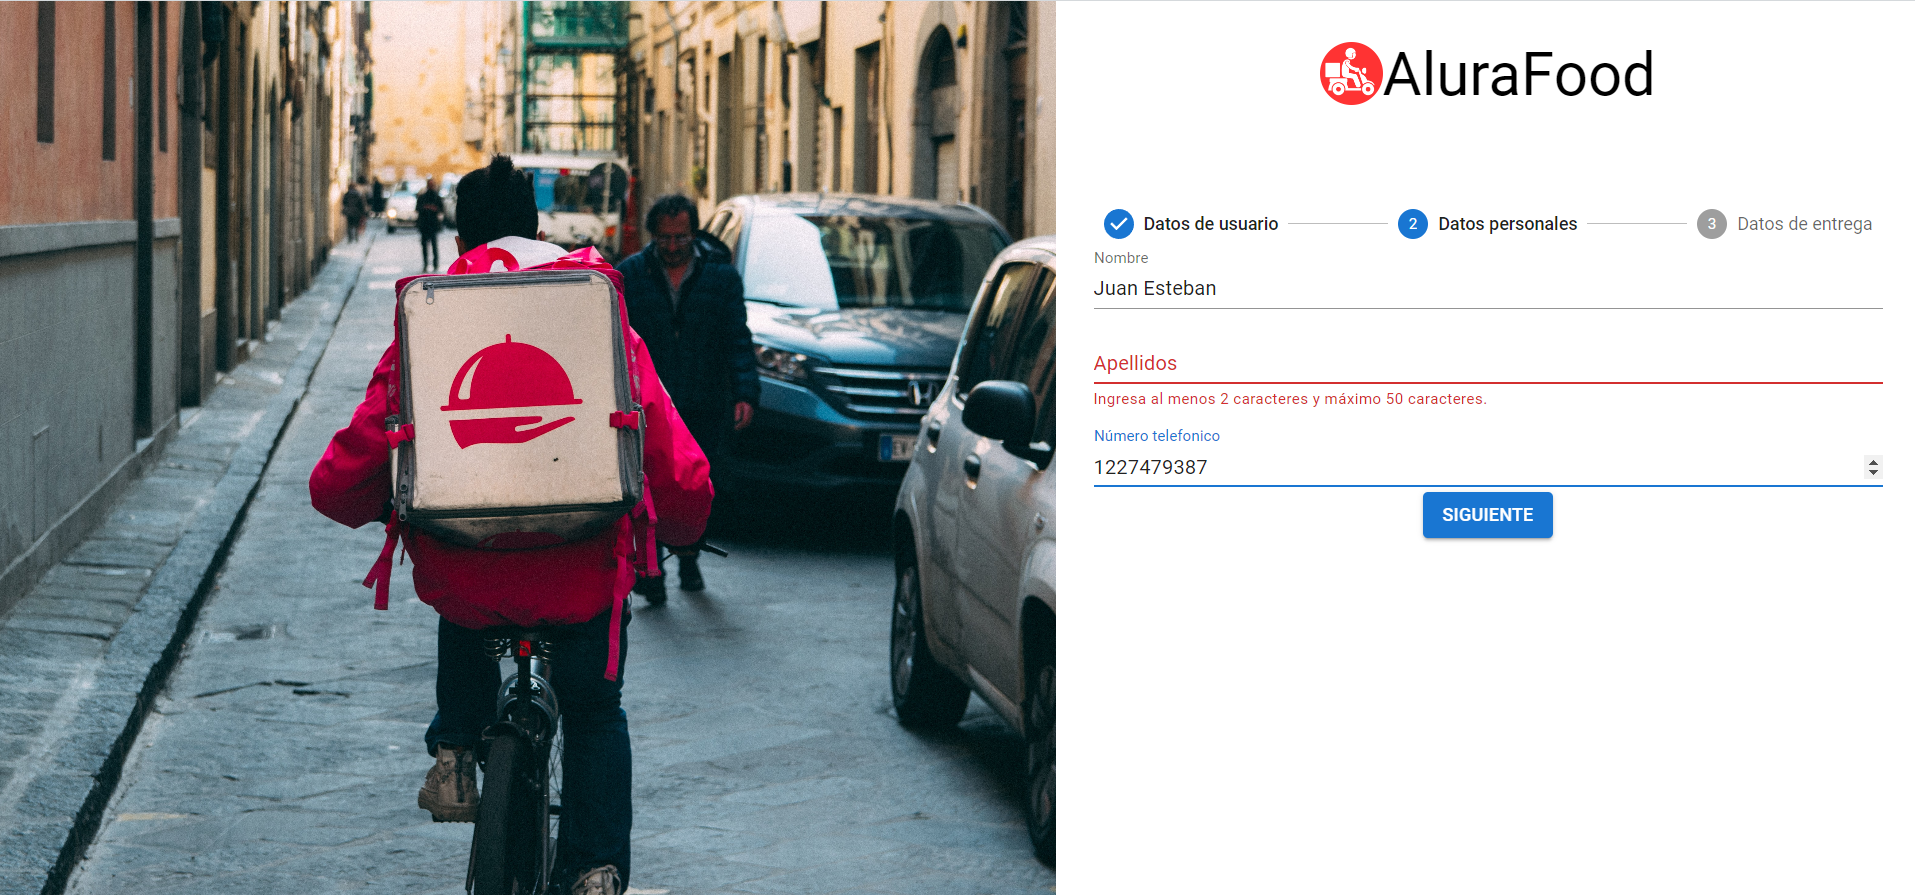 AluraFood
Datos de usuario
2 Datos personales
3 Datos de entrega
Nombre
Juan Esteban
Apellidos
Ingresa al menos 2 caracteres y máximo 50 caracteres.
Número telefonico
1227479387
SIGUIENTE